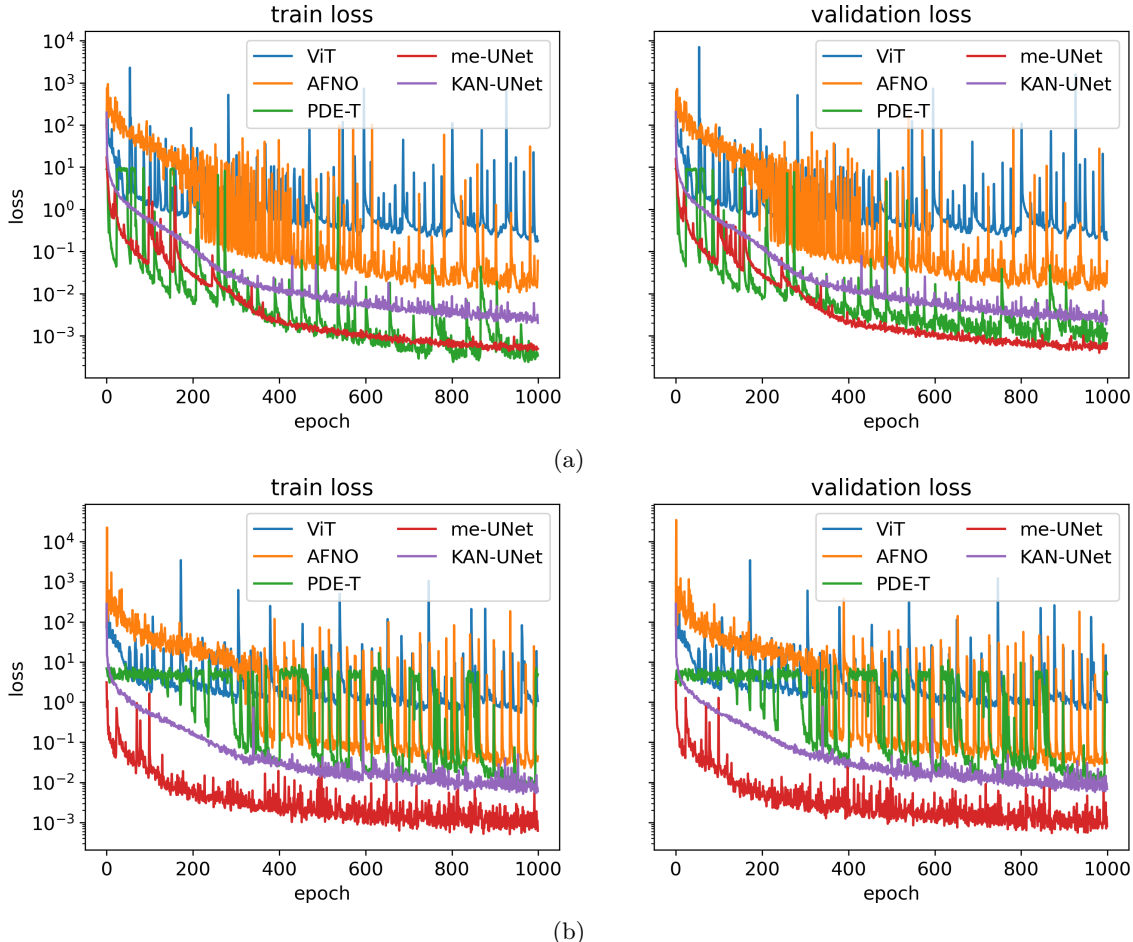 train loss
validation loss
10^4
10^3
10^2
10^1
10^0
10^-1
10^-2
10^-3
loss
ViT
AFNO
PDE-T
me-UNet
KAN-UNet
ViT
AFNO
PDE-T
me-UNet
KAN-UNet
0 200 400 600 800 1000
0 200 400 600 800 1000
epoch
epoch
(a)
train loss
validation loss
10^4
10^3
10^2
10^1
10^0
10^-1
10^-2
10^-3
loss
ViT
AFNO
PDE-T
me-UNet
KAN-UNet
ViT
AFNO
PDE-T
me-UNet
KAN-UNet
0 200 400 600 800 1000
0 200 400 600 800 1000
epoch
epoch
(b)